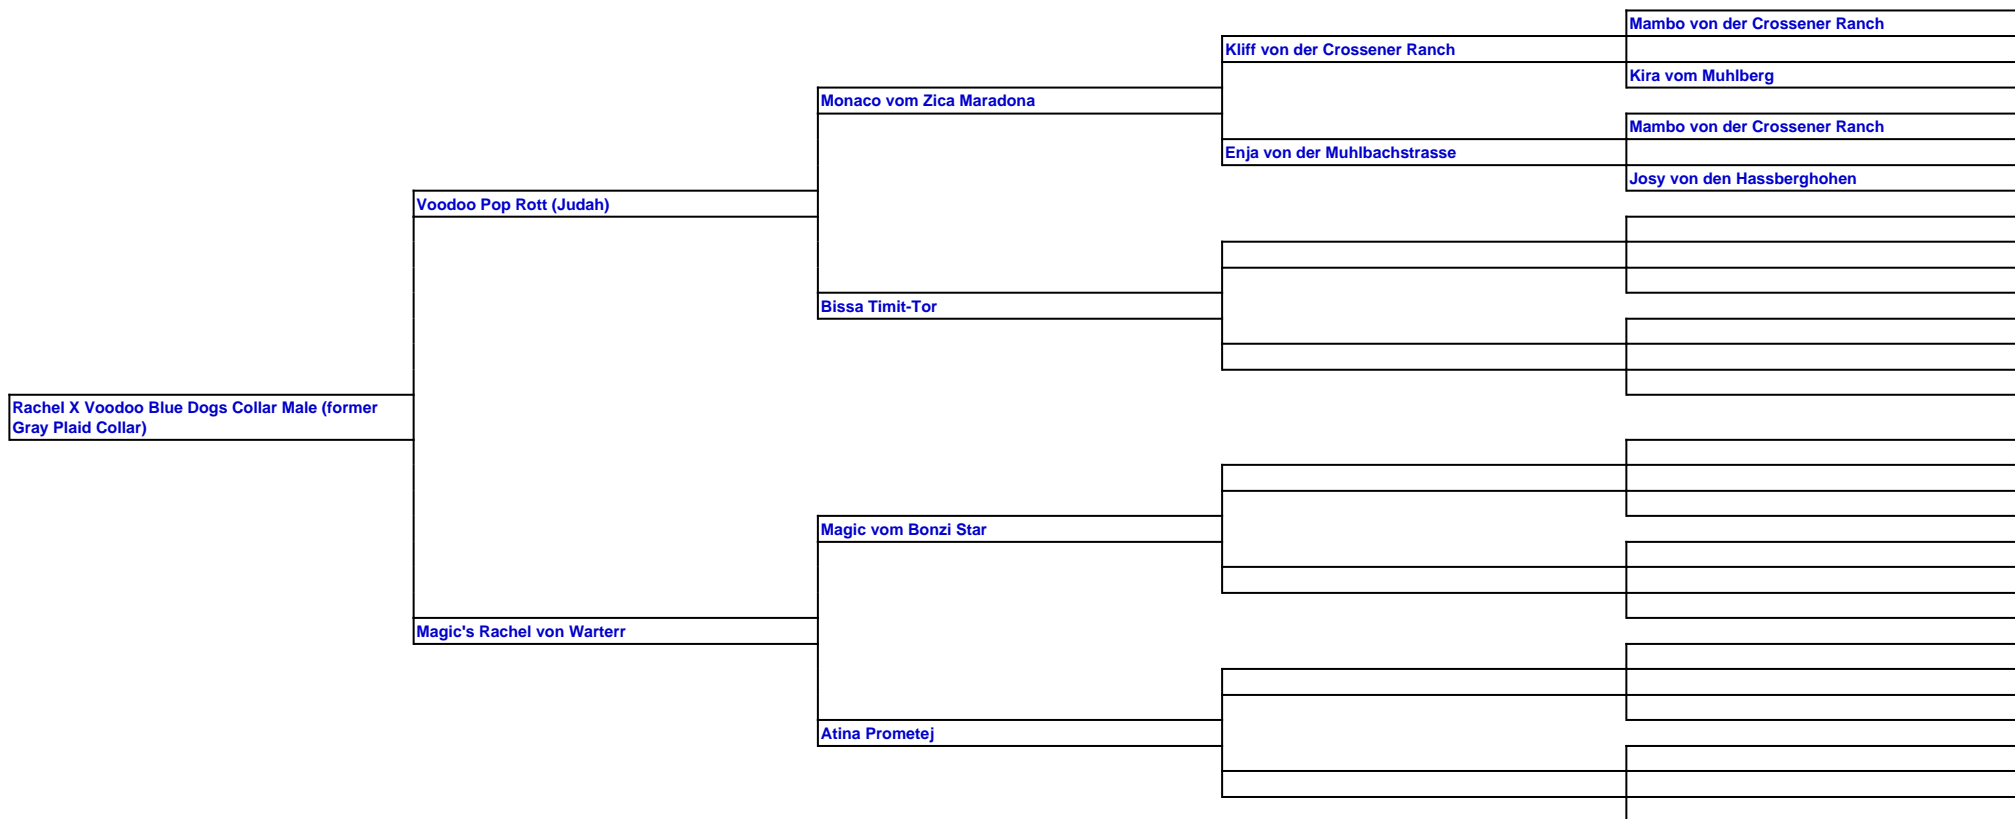 Mambo von der Crossener Ranch
Kliff von der Crossener Ranch
Kira vom Muhlberg
Monaco vom Zica Maradona
Mambo von der Crossener Ranch
Enja von der Muhlbachstrasse
Josy von den Hassberghohen
Voodoo Pop Rott (Judah)
Bissa Timit-Tor
Rachel X Voodoo Blue Dogs Collar Male (former
Gray Plaid Collar)
Magic vom Bonzi Star
Magic's Rachel von Warterr
Atina Prometej